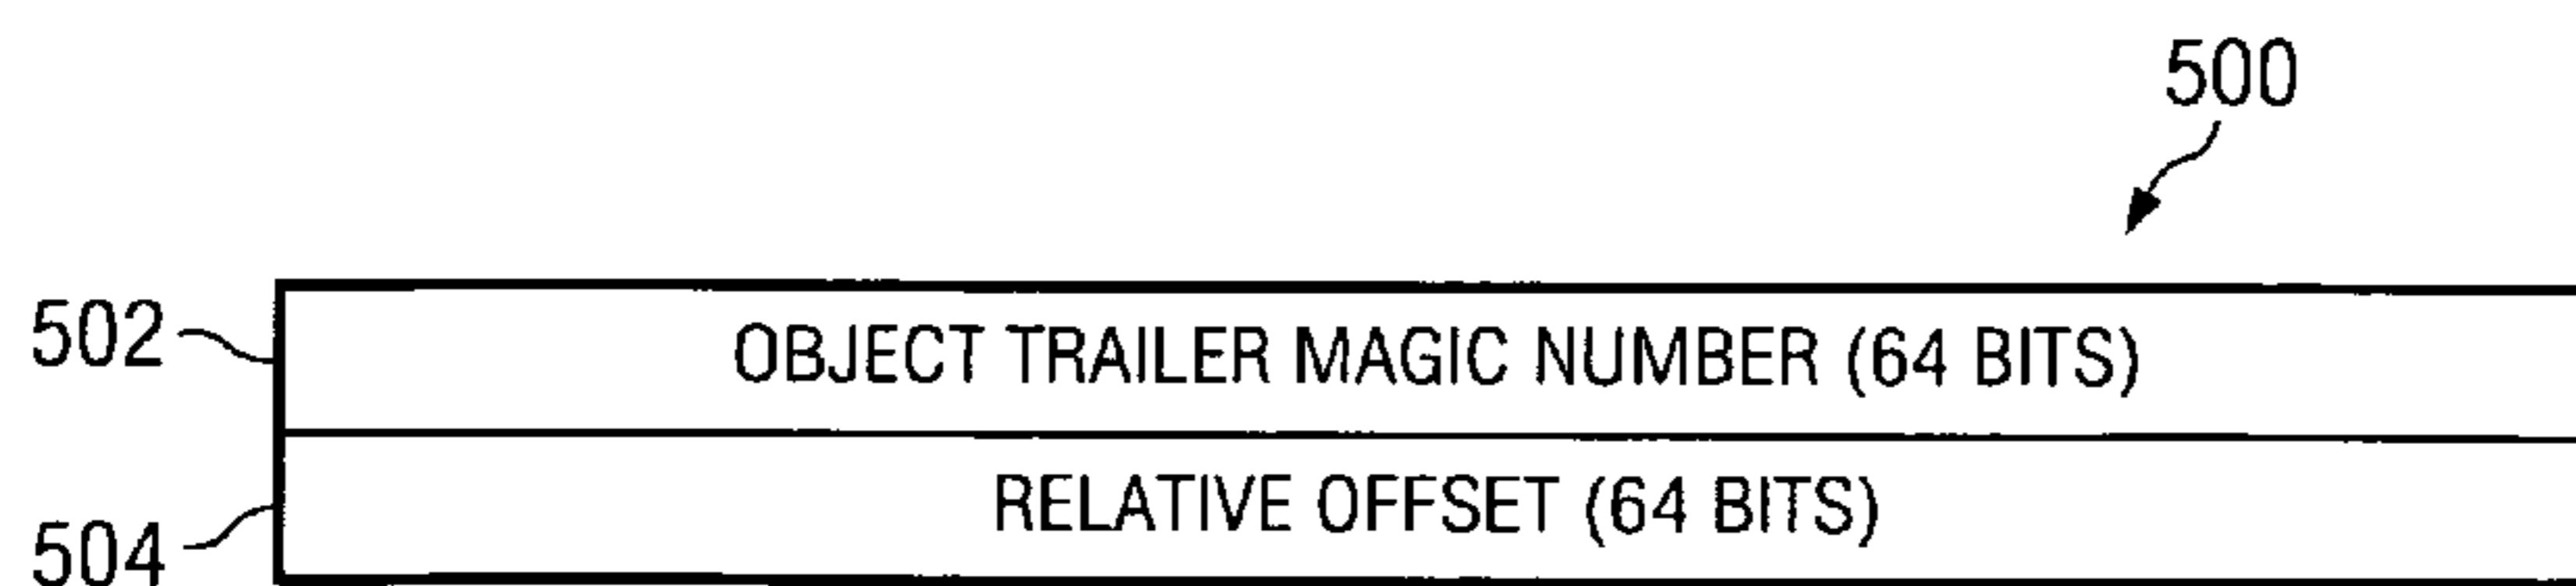 500
502
OBJECT TRAILER MAGIC NUMBER (64 BITS)
RELATIVE OFFSET (64 BITS)
504